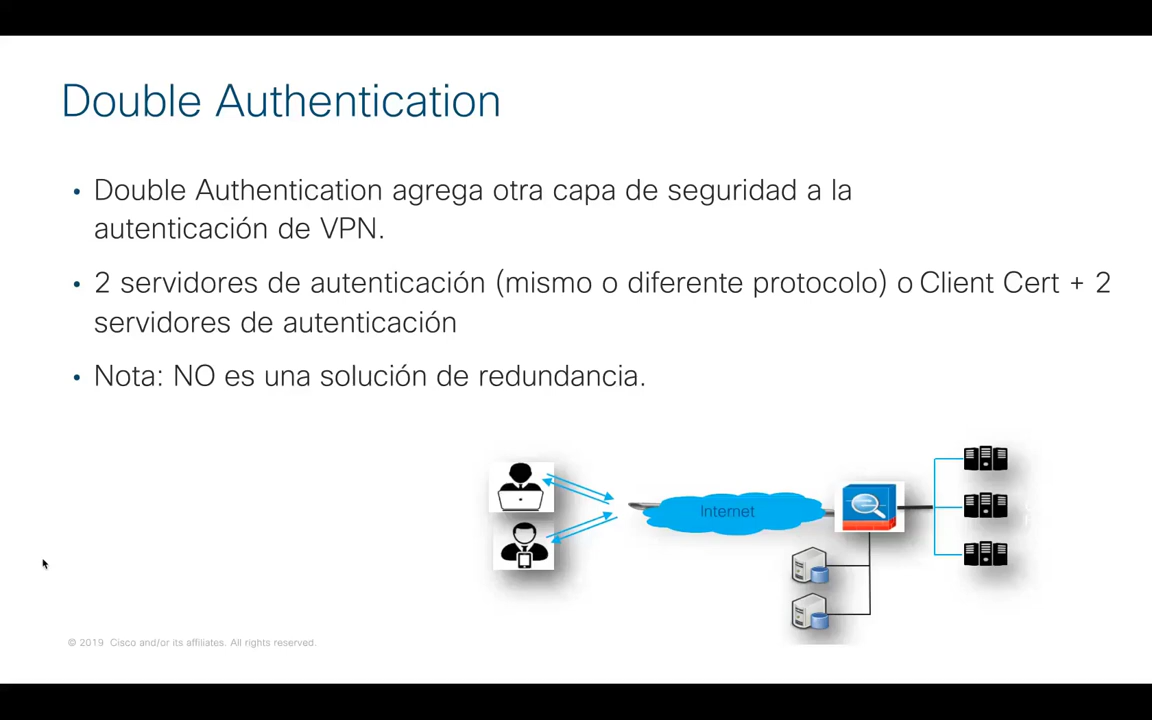 Double Authentication
• Double Authentication agrega otra capa de seguridad a la
autenticación de VPN.
• 2 servidores de autenticación (mismo o diferente protocolo) o Client Cert + 2
servidores de autenticación
• Nota: NO es una solución de redundancia.
Internet
© 2019 Cisco and/or its affiliates. All rights reserved.